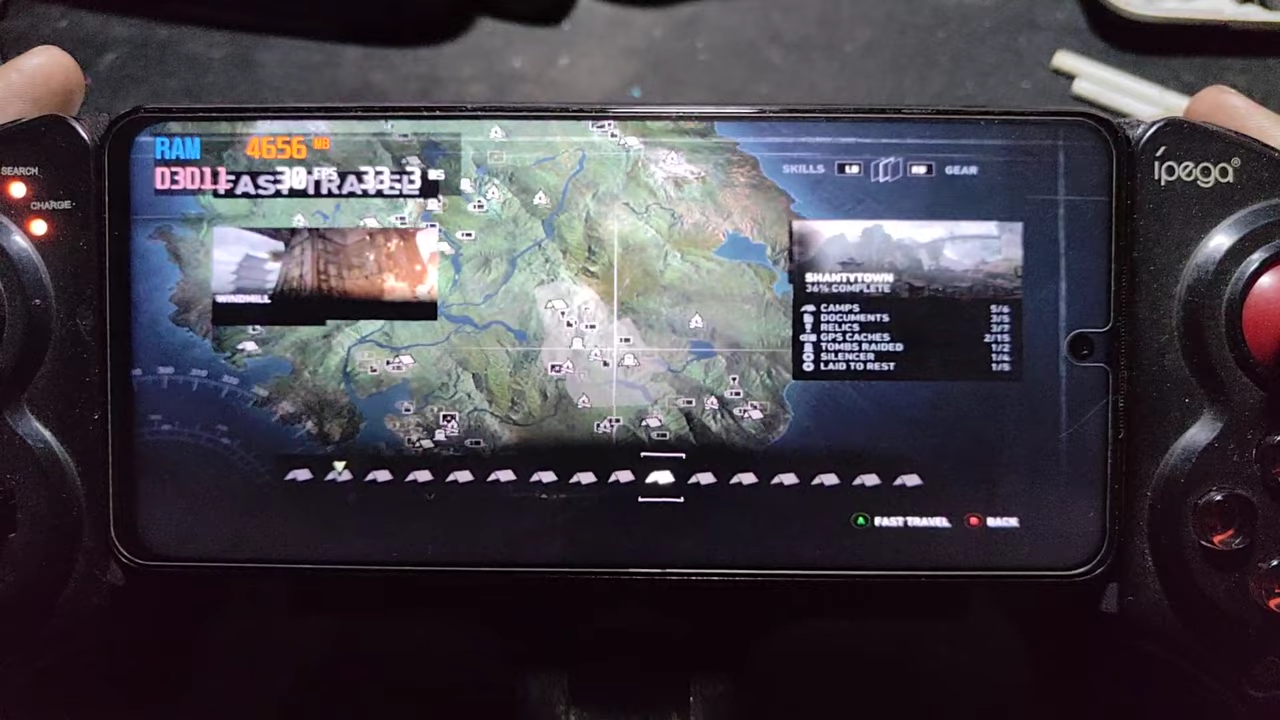 SEARCH
CHARGE
ípega®
RAM 4656 MB
D3D11 30 FPS 33.3 ms
FAST TRAVEL
SKILLS LB RB GEAR
WINDMILL
SHANTYTOWN
36% COMPLETE
CAMPS 5/6
DOCUMENTS 3/5
RELICS 3/7
GPS CACHES 2/15
TOMBS RAIDED 1/2
SILENCER 1/4
LAID TO REST 1/5
A FAST TRAVEL B BACK